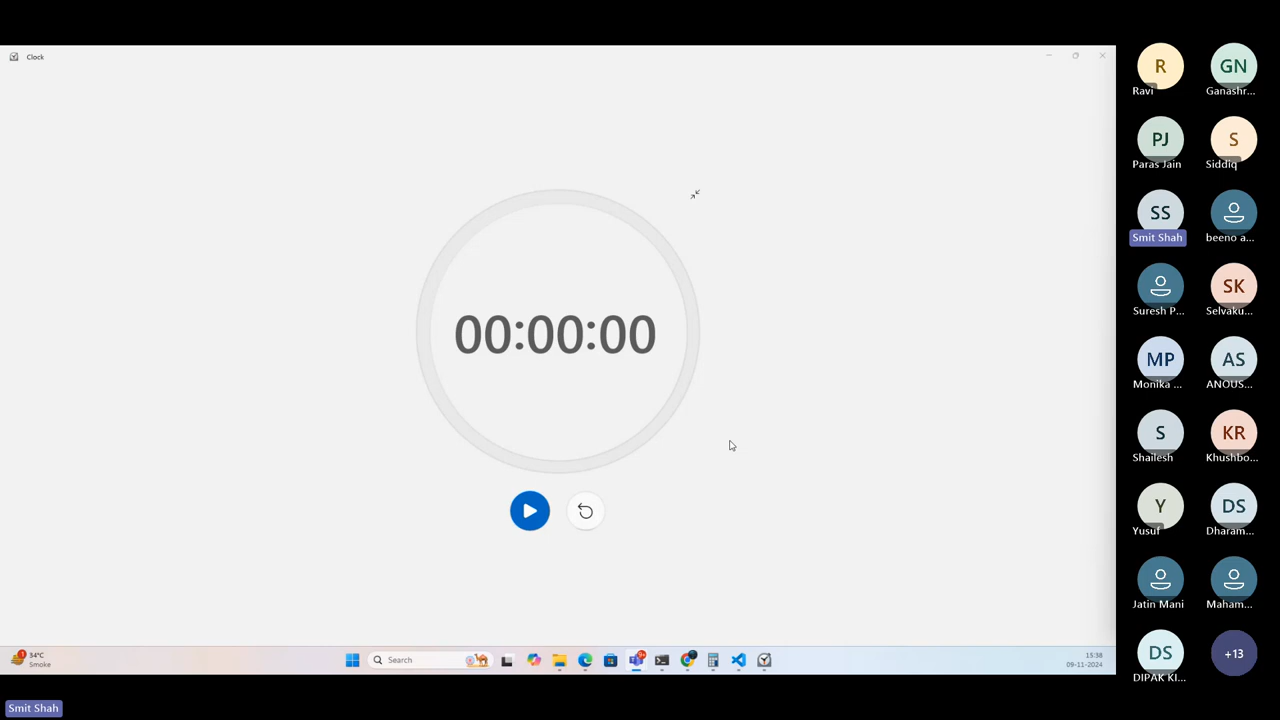 Clock
00:00:00
34°C
Smoke
Search
15:38
09-11-2024
R
Ravi
GN
Ganashr...
PJ
Paras Jain
S
Siddiq
SS
Smit Shah
beeno a...
Suresh P...
SK
Selvaku...
MP
Monika ...
AS
ANOUS...
S
Shailesh
KR
Khushbo...
Y
Yusuf
DS
Dharam...
Jatin Mani
Maham...
DS
DIPAK KI...
+13
Smit Shah